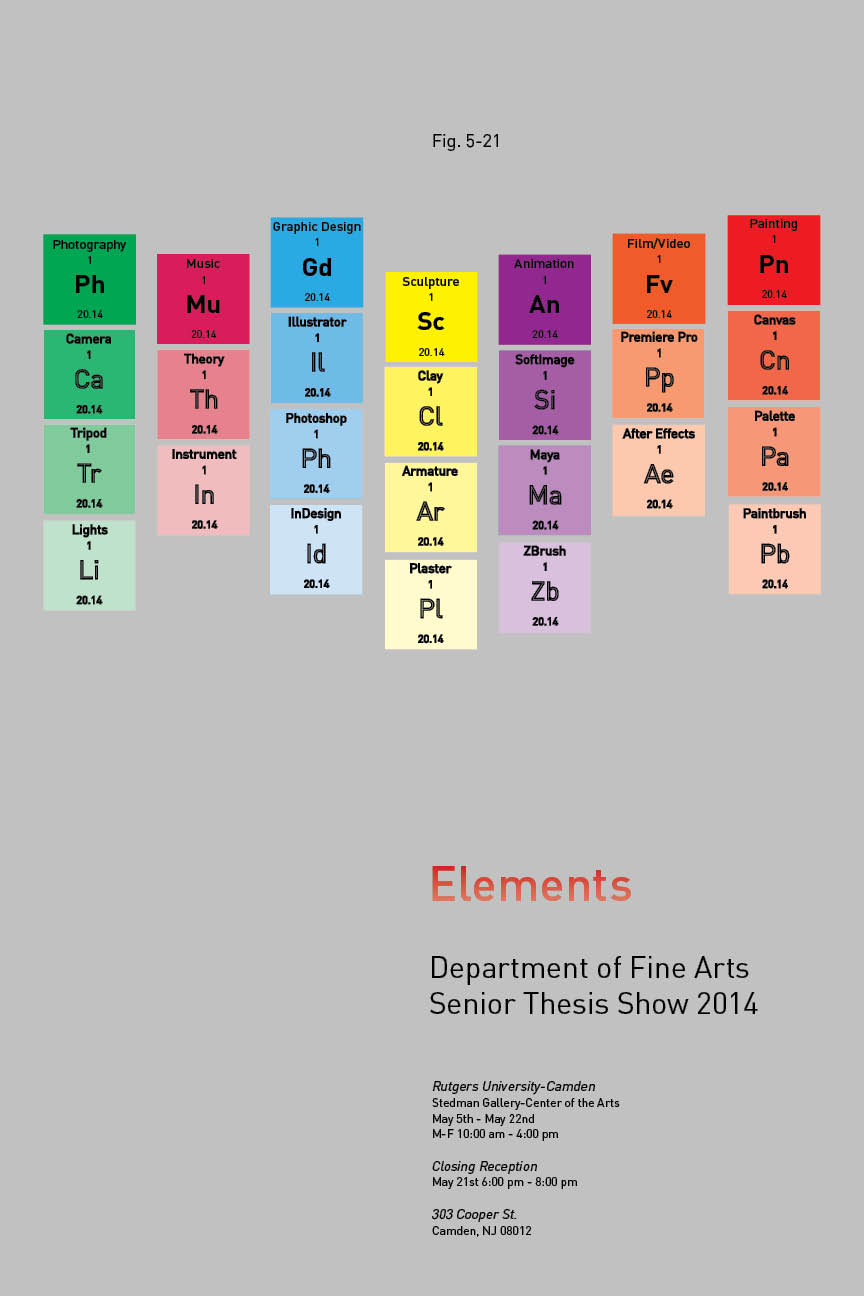 Fig. 5-21
Photography
1
Ph
20.14
Camera
1
Ca
20.14
Tripod
1
Tr
20.14
Lights
1
Li
20.14
Music
1
Mu
20.14
Theory
1
Th
20.14
Instrument
1
In
20.14
Graphic Design
1
Gd
20.14
Illustrator
1
Il
20.14
Photoshop
1
Ph
20.14
InDesign
1
Id
20.14
Sculpture
1
Sc
20.14
Clay
1
Cl
20.14
Armature
1
Ar
20.14
Plaster
1
Pl
20.14
Animation
1
An
20.14
SoftImage
1
Si
20.14
Maya
1
Ma
20.14
ZBrush
1
Zb
20.14
Film/Video
1
Fv
20.14
Premiere Pro
1
Pp
20.14
After Effects
1
Ae
20.14
Painting
1
Pn
20.14
Canvas
1
Cn
20.14
Palette
1
Pa
20.14
Paintbrush
1
Pb
20.14
Elements
Department of Fine Arts
Senior Thesis Show 2014
Rutgers University-Camden
Stedman Gallery-Center of the Arts
May 5th - May 22nd
M-F 10:00 am - 4:00 pm
Closing Reception
May 21st 6:00 pm - 8:00 pm
303 Cooper St.
Camden, NJ 08012